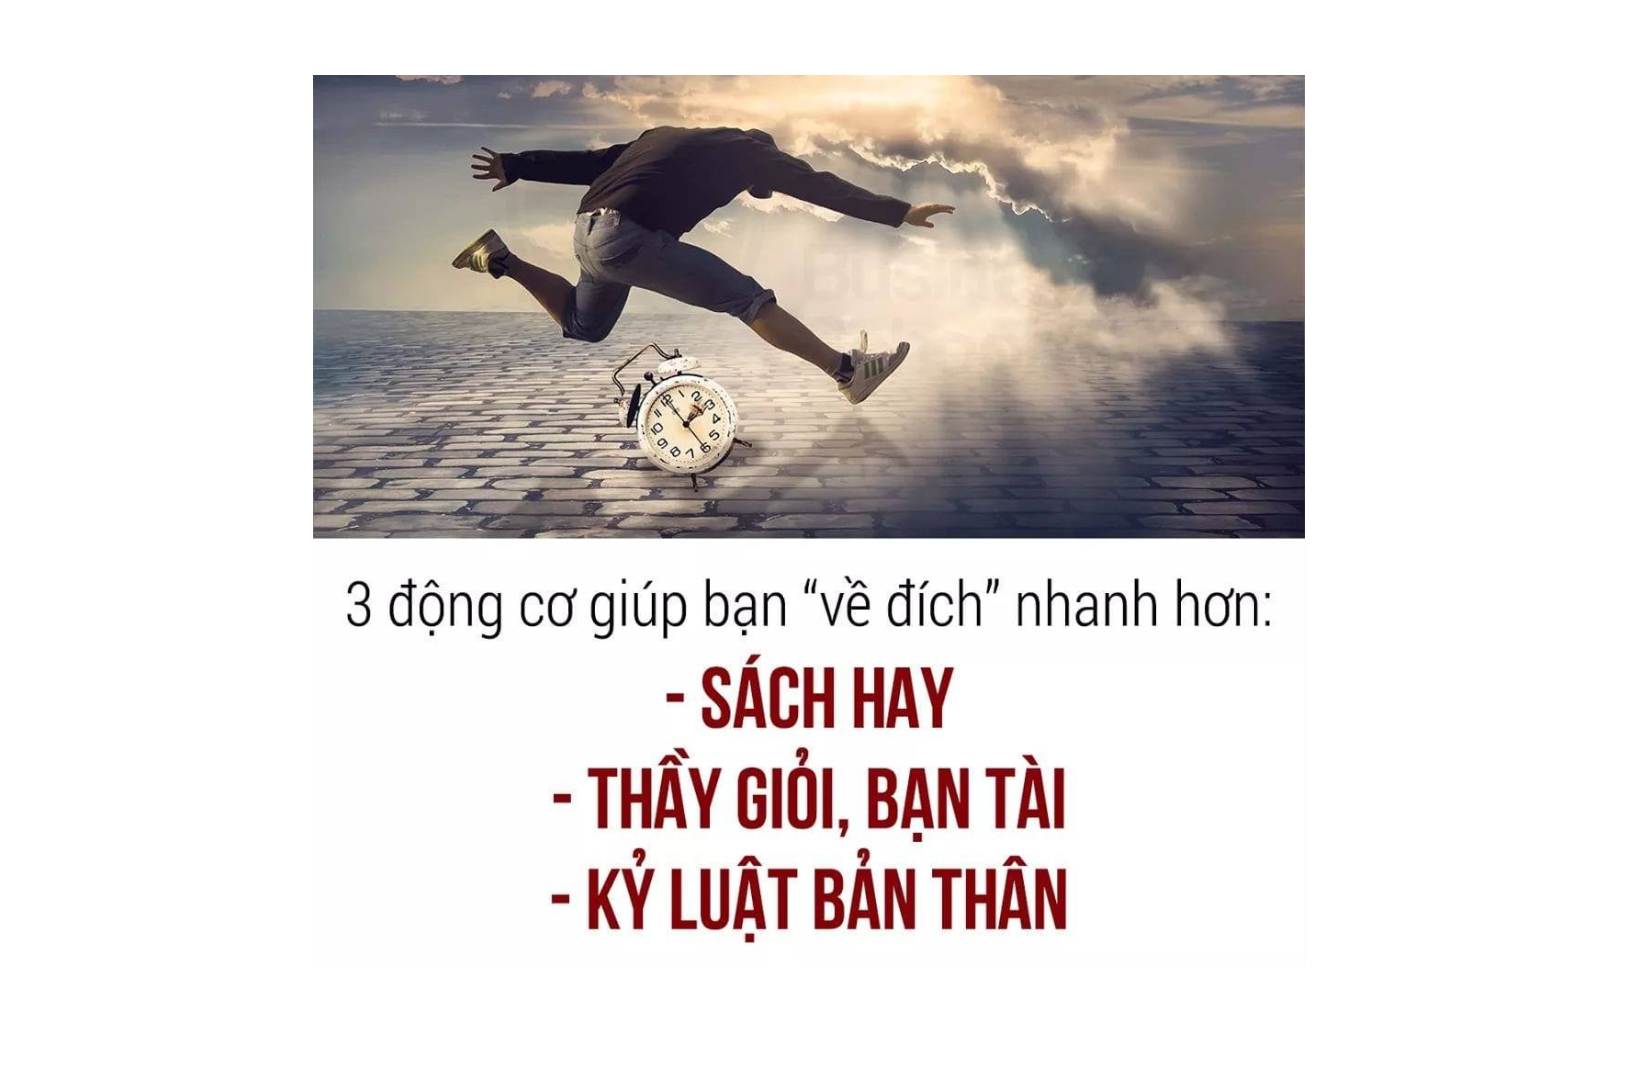 3 động cơ giúp bạn “về đích” nhanh hơn:
- SÁCH HAY
- THẦY GIỎI, BẠN TÀI
- KỶ LUẬT BẢN THÂN